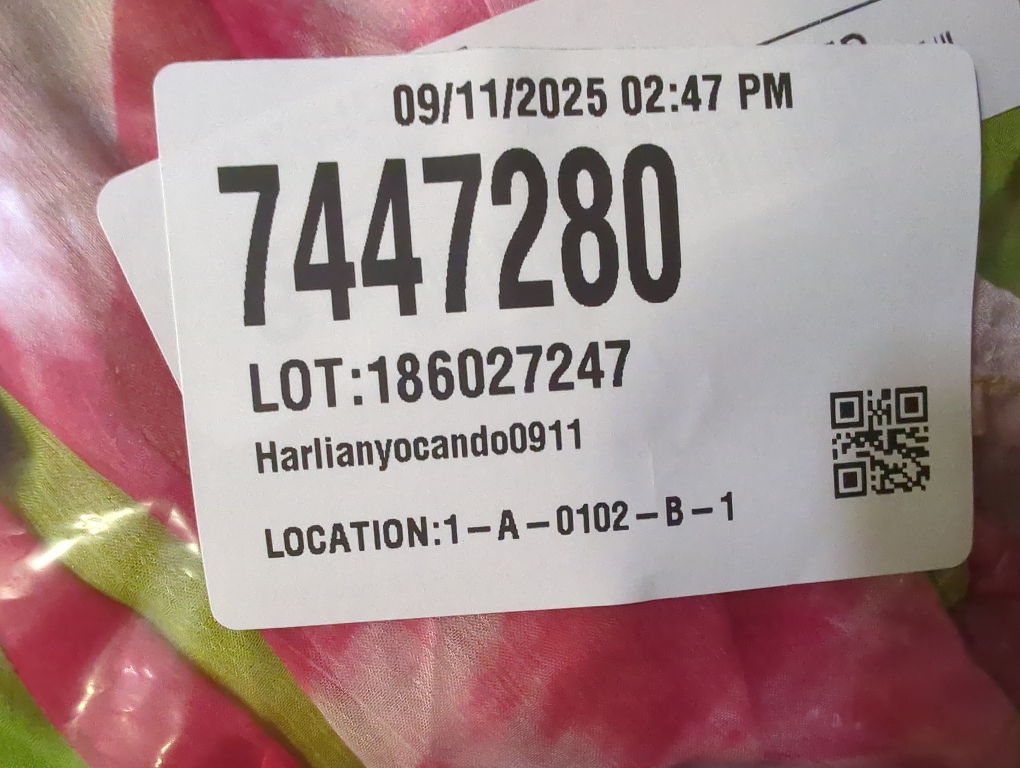 09/11/2025 02:47 PM
7447280
LOT:186027247
Harlianyocando0911
LOCATION:1-A-0102-B-1